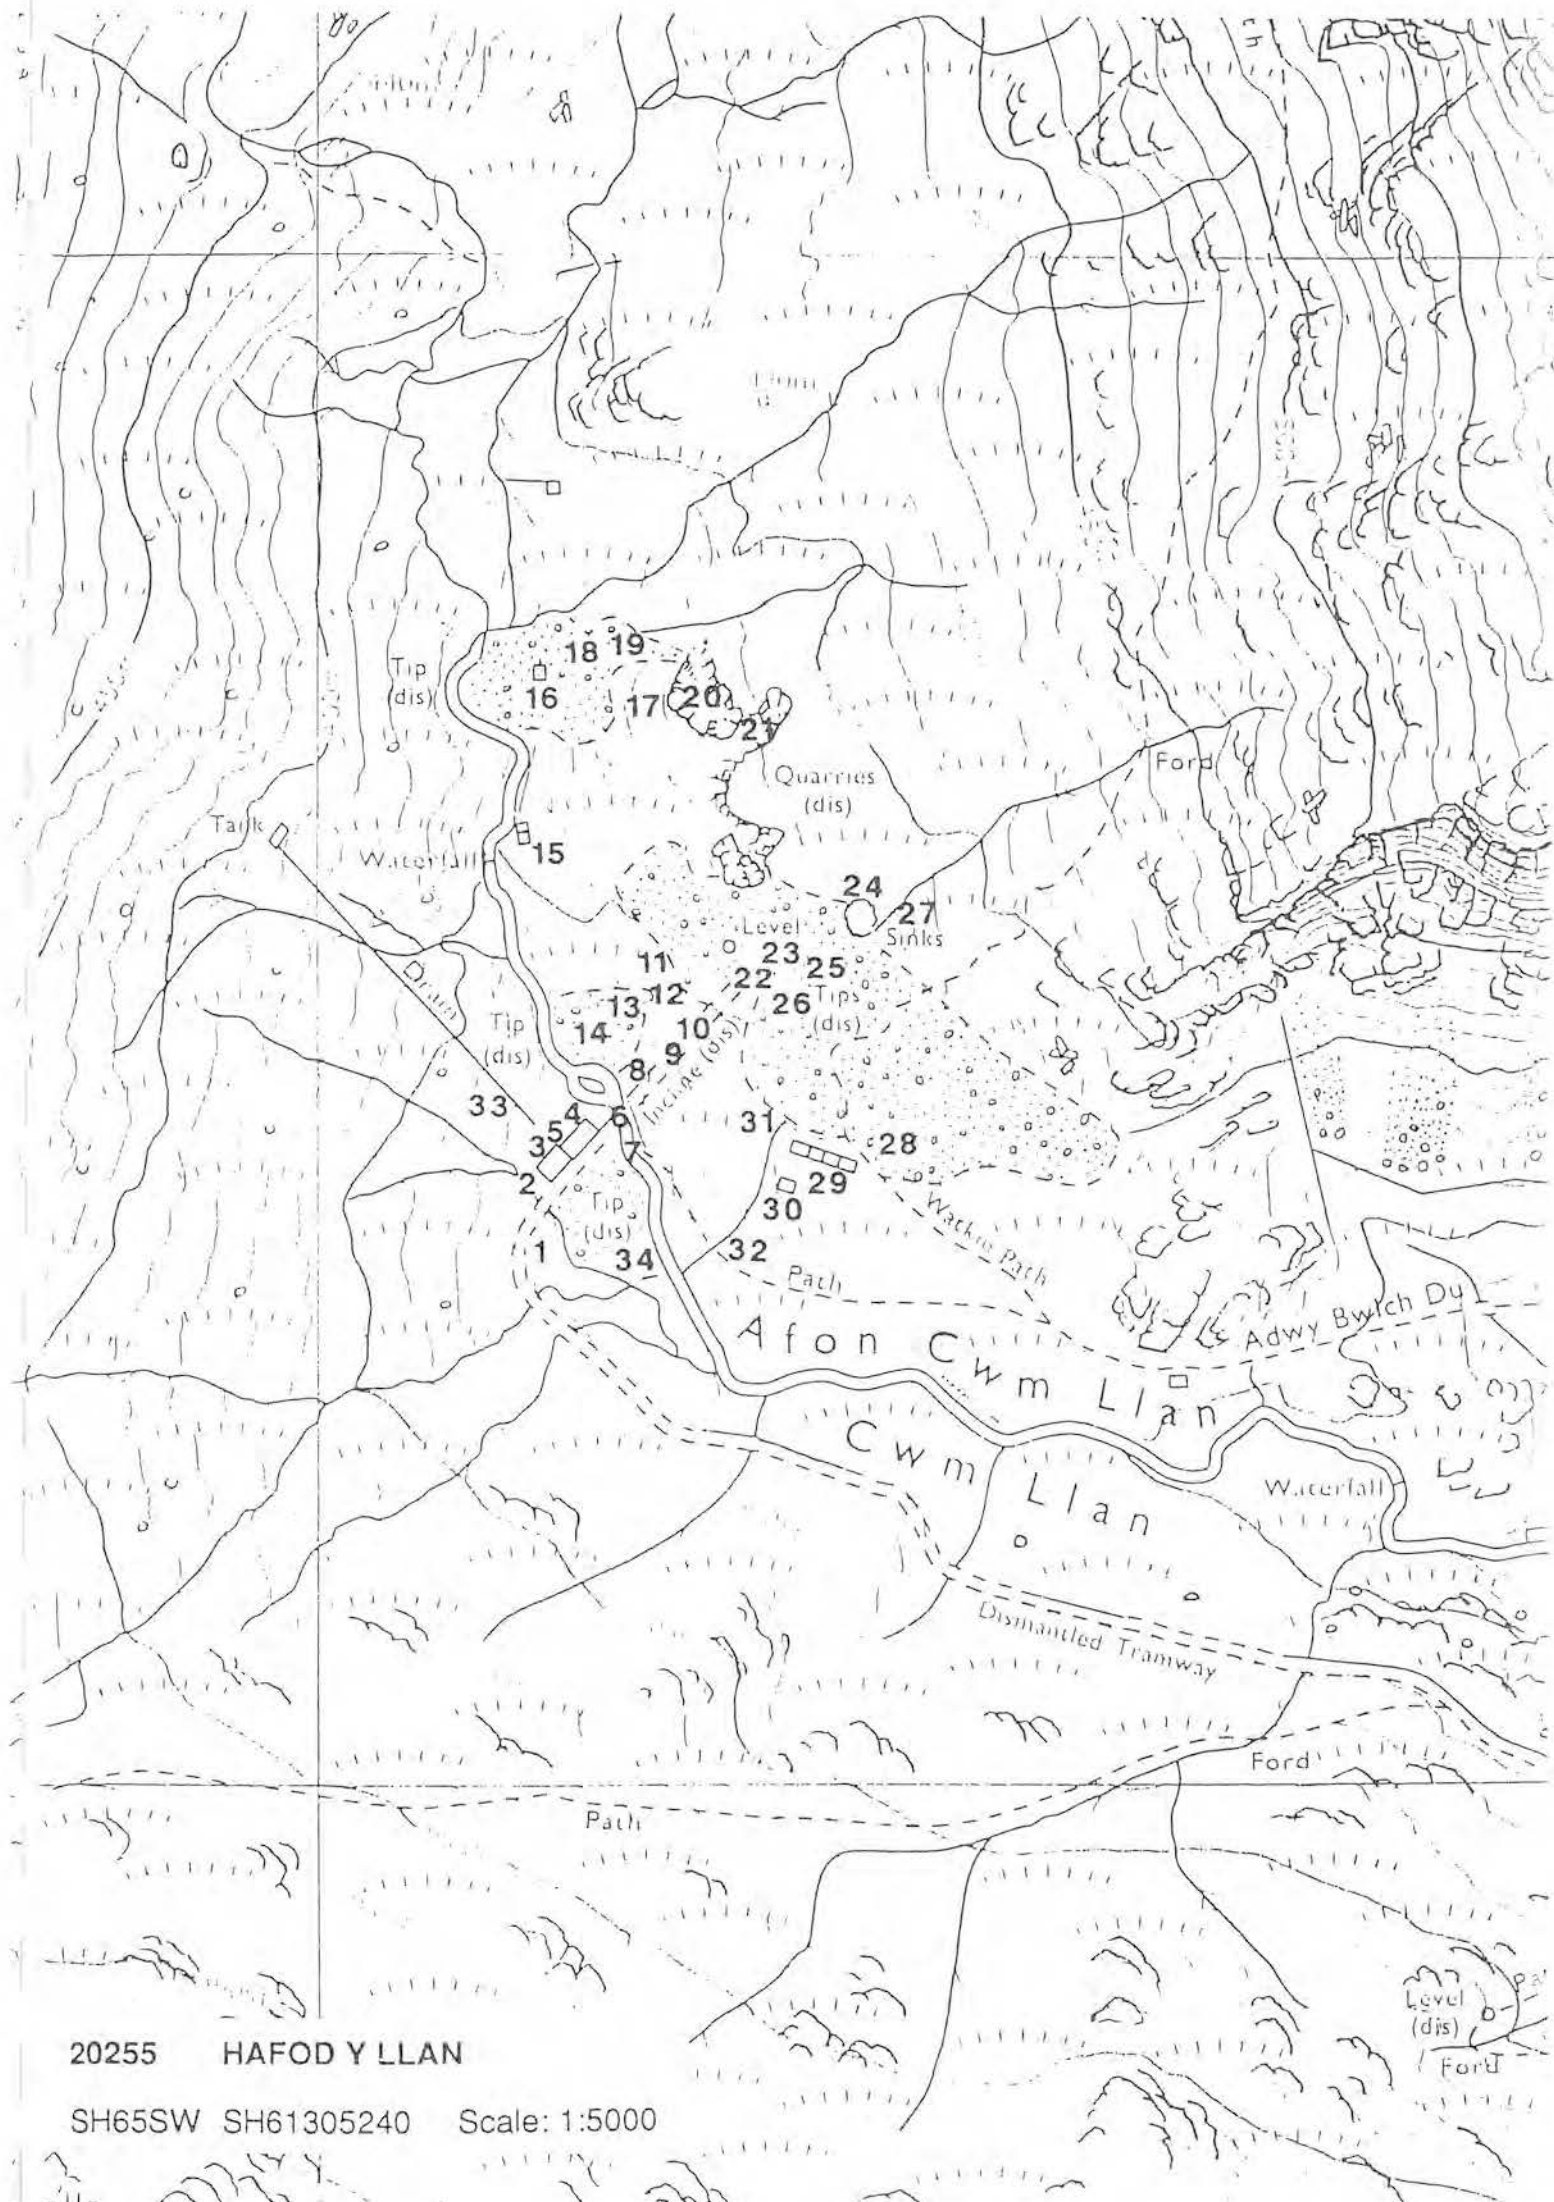 18 19
Tip
(dis)
16
17
20
21
Ford
Quarries
(dis)
Tank
Waterfall
15
24
27
Level
Sinks
23
11
25
Drain
22
12
13
26
Tips
(dis)
Tip
(dis)
14
10
9
8
Incline (dis)
33
4
6
31
5
3
7
28
2
29
Tip
(dis)
30
Watkin Path
1
34
32
Path
Adwy Bwlch Du
Afon Cwm Llan
Cwm Llan
Waterfall
Dismantled Tramway
Ford
Path
Level
(dis)
Ford
20255 HAFOD Y LLAN
SH65SW SH61305240 Scale: 1:5000